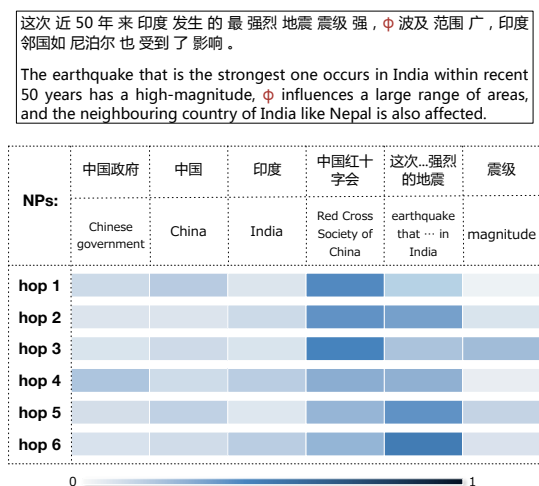 这次 近 50 年 来 印度 发生 的 最 强烈 地震 震级 强 , ф 波及 范围 广 , 印度
邻国如 尼泊尔 也 受到 了 影响 。
The earthquake that is the strongest one occurs in India within recent
50 years has a high-magnitude, ф influences a large range of areas,
and the neighbouring country of India like Nepal is also affected.
NPs:
中国政府
中国
印度
中国红十
字会
这次...强烈
的地震
震级
Chinese
government
China
India
Red Cross
Society of
China
earthquake
that ··· in
India
magnitude
hop 1
hop 2
hop 3
hop 4
hop 5
hop 6
0
1